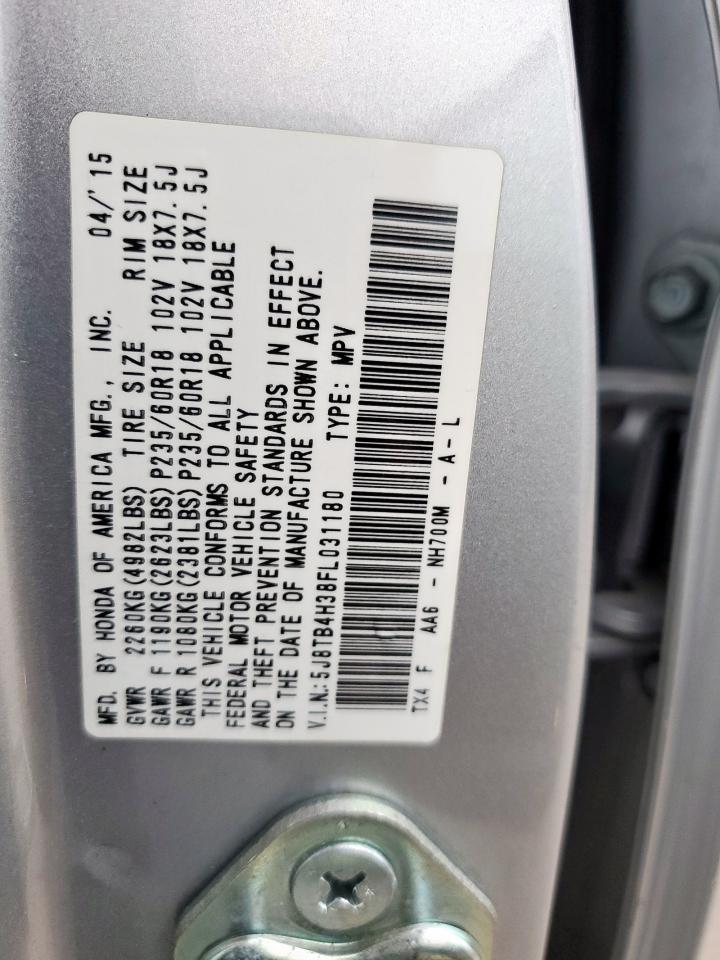 MFD. BY HONDA OF AMERICA MFG., INC. 04/'15
GVWR 2260KG(4982LBS) TIRE SIZE RIM SIZE
GAWR F 1190KG(2623LBS) P235/60R18 102V 18X7.5J
GAWR R 1080KG(2381LBS) P235/60R18 102V 18X7.5J
THIS VEHICLE CONFORMS TO ALL APPLICABLE
FEDERAL MOTOR VEHICLE SAFETY
AND THEFT PREVENTION STANDARDS IN EFFECT
ON THE DATE OF MANUFACTURE SHOWN ABOVE.
V.I.N.: 5J8TB4H38FL031180 TYPE: MPV
TX4 F AA6 - NH700M - A - L